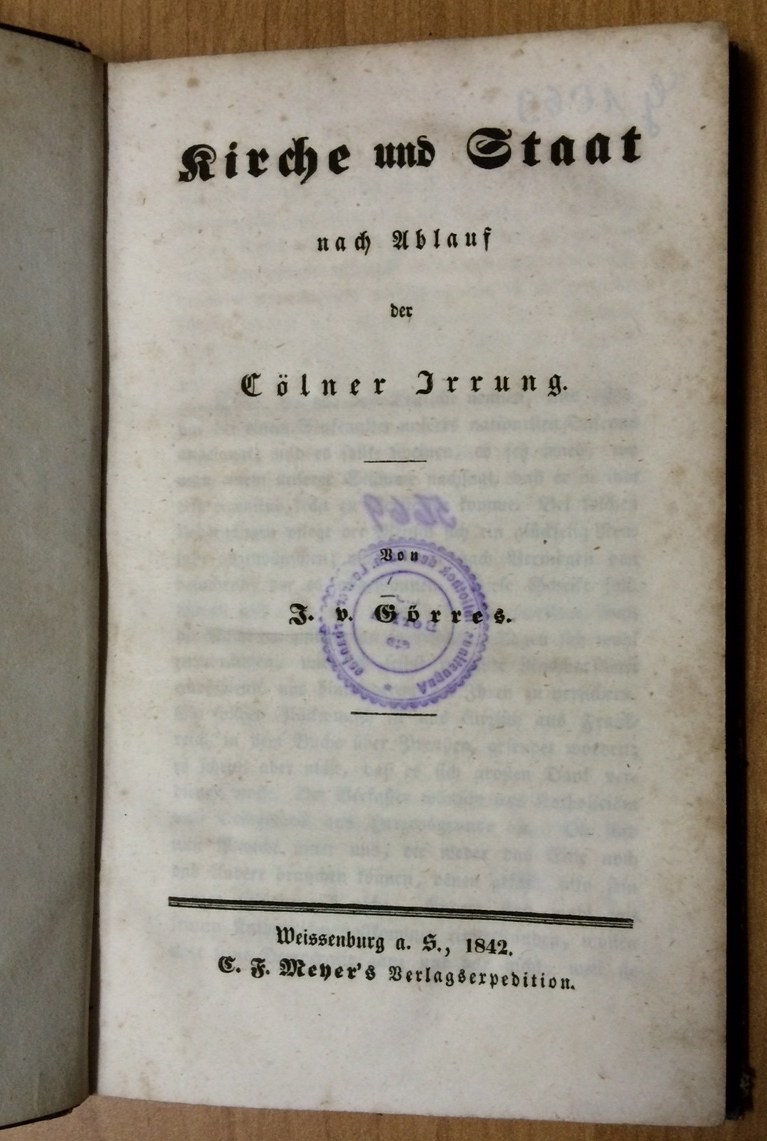 Kirche und Staat
nach Ablauf
der
Cölner Irrung.
Von
J. v. Görres.
Weissenburg a. S., 1842.
C. F. Meyer's Verlagsexpedition.